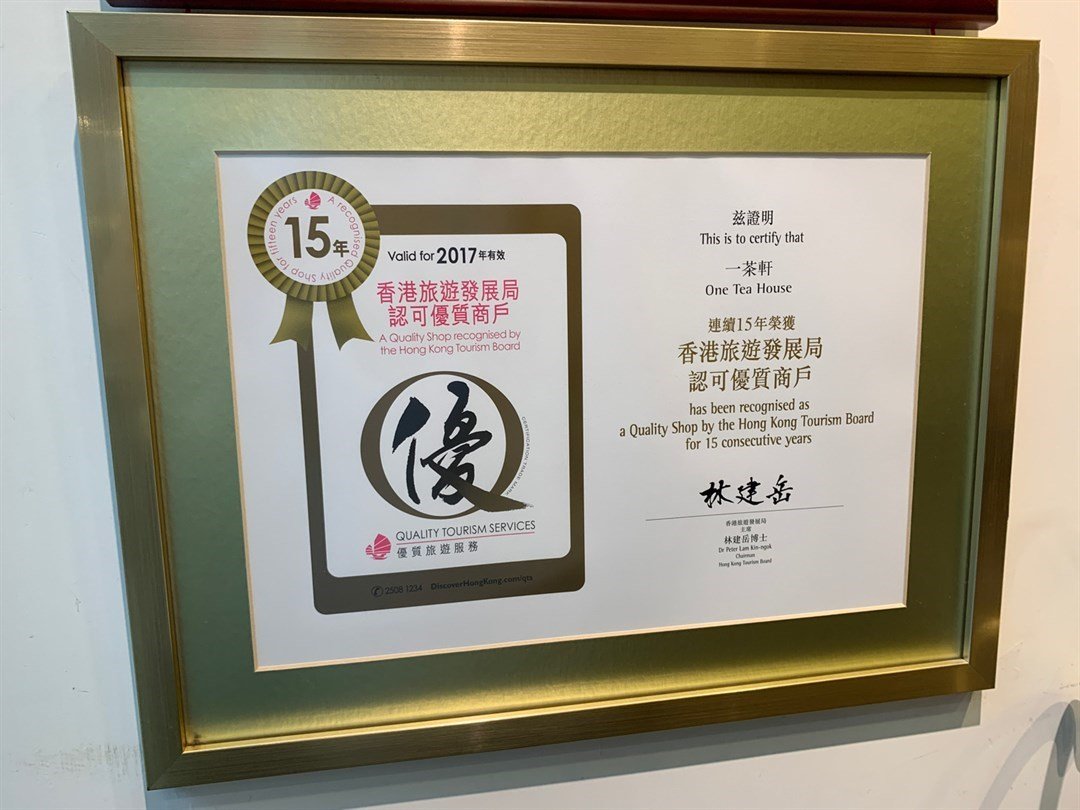 A recognised Quality Shop for fifteen years
15年
Valid for 2017年有效
香港旅遊發展局
認可優質商戶
A Quality Shop recognised by
the Hong Kong Tourism Board
優
CERTIFICATION TRADE MARK
QUALITY TOURISM SERVICES
優質旅遊服務
2508 1234 DiscoverHongKong.com/qts
茲證明
This is to certify that
一茶軒
One Tea House
連續15年榮獲
香港旅遊發展局
認可優質商戶
has been recognised as
a Quality Shop by the Hong Kong Tourism Board
for 15 consecutive years
林建岳
香港旅遊發展局
主席
林建岳博士
Dr Peter Lam Kin-ngok
Chairman
Hong Kong Tourism Board